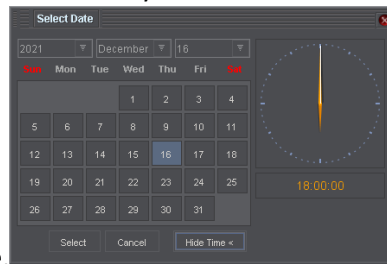 Select Date
2021 December 16
Sun Mon Tue Wed Thu Fri Sat
1 2 3 4
5 6 7 8 9 10 11
12 13 14 15 16 17 18
19 20 21 22 23 24 25
26 27 28 29 30 31
18:00:00
Select Cancel Hide Time <